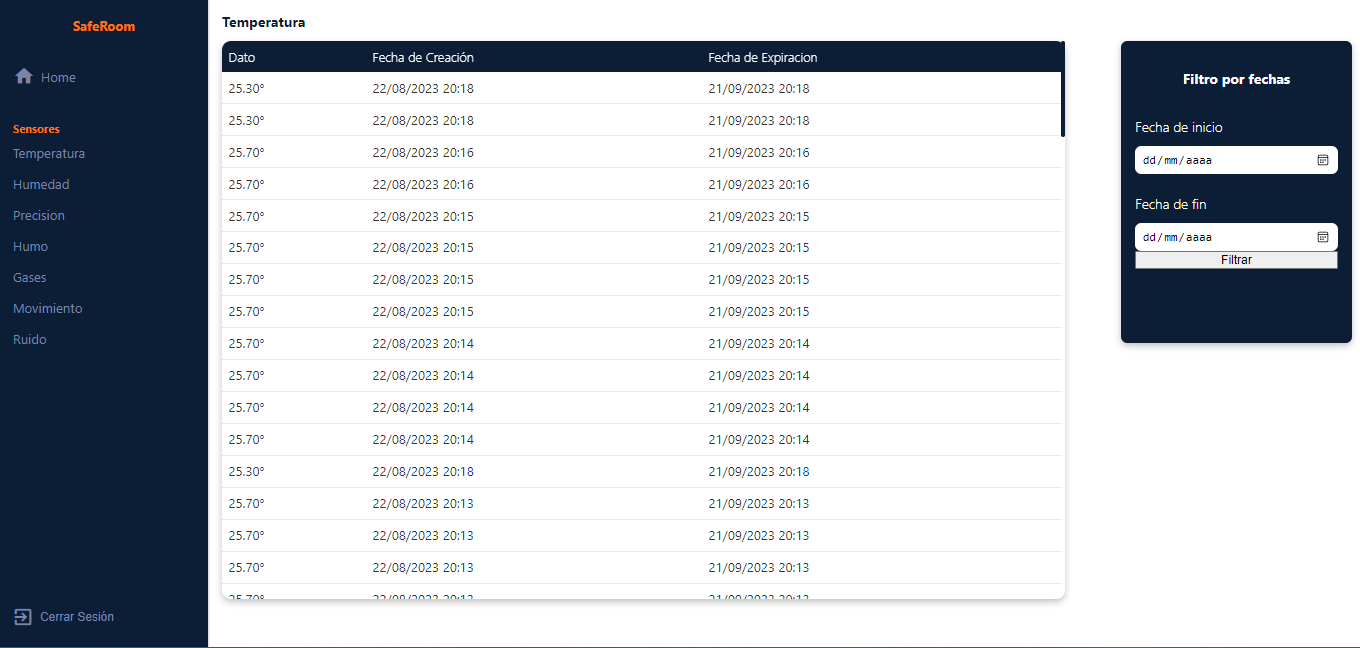 SafeRoom
Home
Sensores
Temperatura
Humedad
Precision
Humo
Gases
Movimiento
Ruido
Cerrar Sesión
Temperatura
Dato Fecha de Creación Fecha de Expiracion
25.30° 22/08/2023 20:18 21/09/2023 20:18
25.30° 22/08/2023 20:18 21/09/2023 20:18
25.70° 22/08/2023 20:16 21/09/2023 20:16
25.70° 22/08/2023 20:16 21/09/2023 20:16
25.70° 22/08/2023 20:15 21/09/2023 20:15
25.70° 22/08/2023 20:15 21/09/2023 20:15
25.70° 22/08/2023 20:15 21/09/2023 20:15
25.70° 22/08/2023 20:15 21/09/2023 20:15
25.70° 22/08/2023 20:14 21/09/2023 20:14
25.70° 22/08/2023 20:14 21/09/2023 20:14
25.70° 22/08/2023 20:14 21/09/2023 20:14
25.70° 22/08/2023 20:14 21/09/2023 20:14
25.30° 22/08/2023 20:18 21/09/2023 20:18
25.70° 22/08/2023 20:13 21/09/2023 20:13
25.70° 22/08/2023 20:13 21/09/2023 20:13
25.70° 22/08/2023 20:13 21/09/2023 20:13
Filtro por fechas
Fecha de inicio
dd/mm/aaaa
Fecha de fin
dd/mm/aaaa
Filtrar